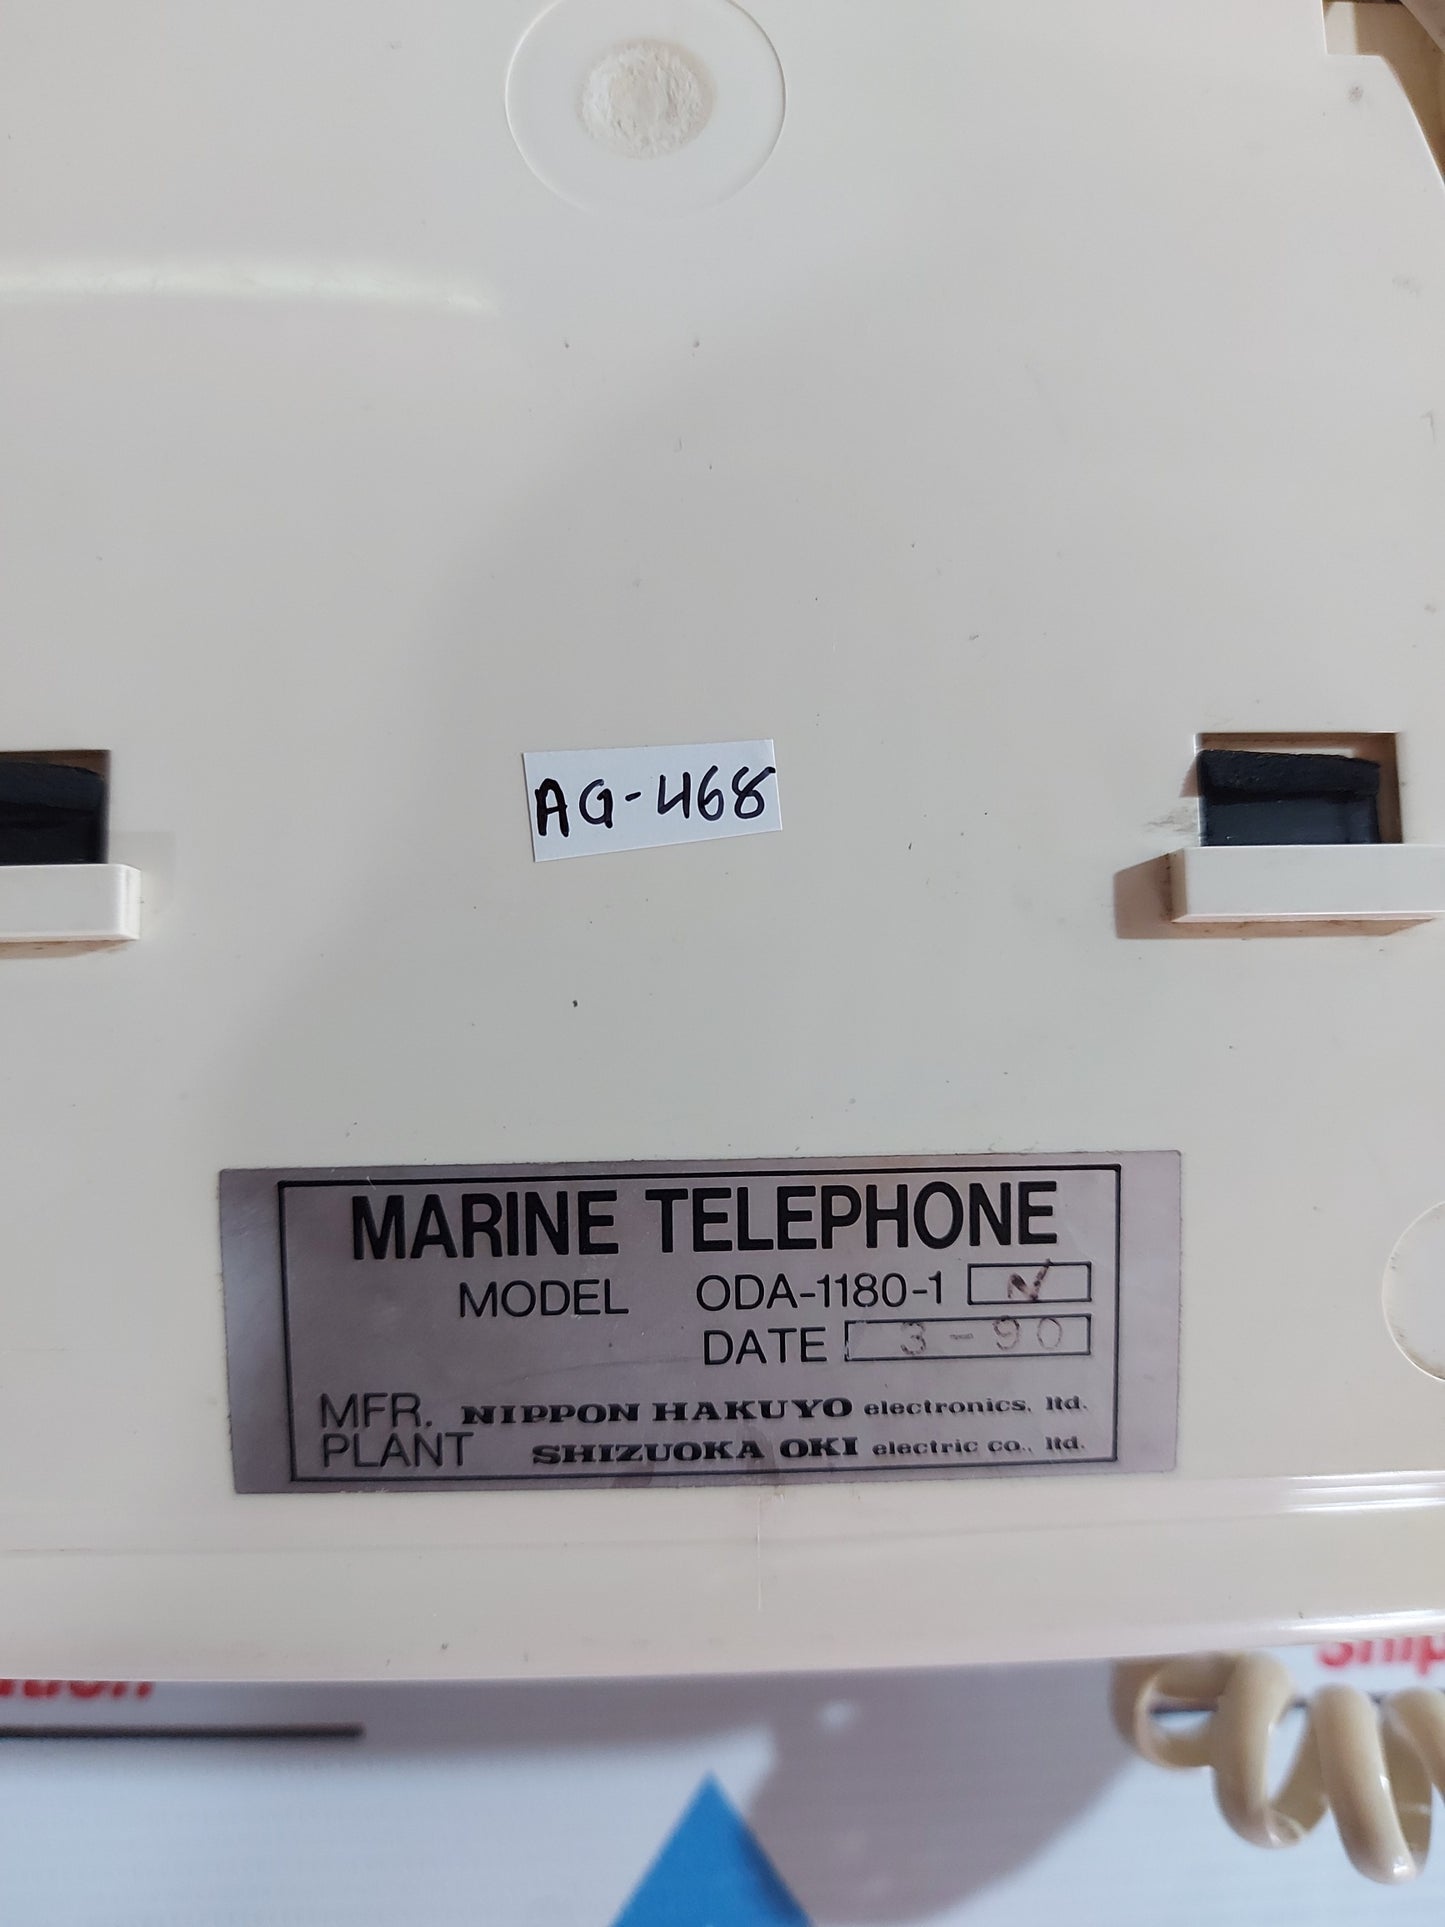 AG-468
MARINE TELEPHONE
MODEL ODA-1180-1 N
DATE 3-90
MFR. NIPPON HAKUYO electronics, ltd.
PLANT SHIZUOKA OKI electric co., ltd.